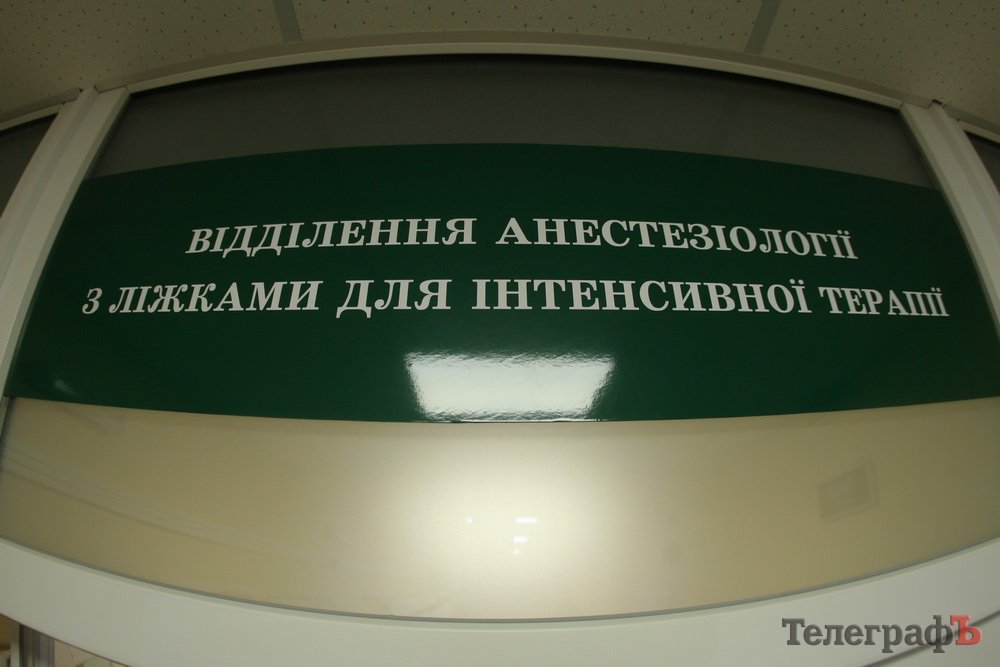 ВІДДІЛЕННЯ АНЕСТЕЗІОЛОГІЇ
З ЛІЖКАМИ ДЛЯ ІНТЕНСИВНОЇ ТЕРАПІЇ
ТелеграфЪ